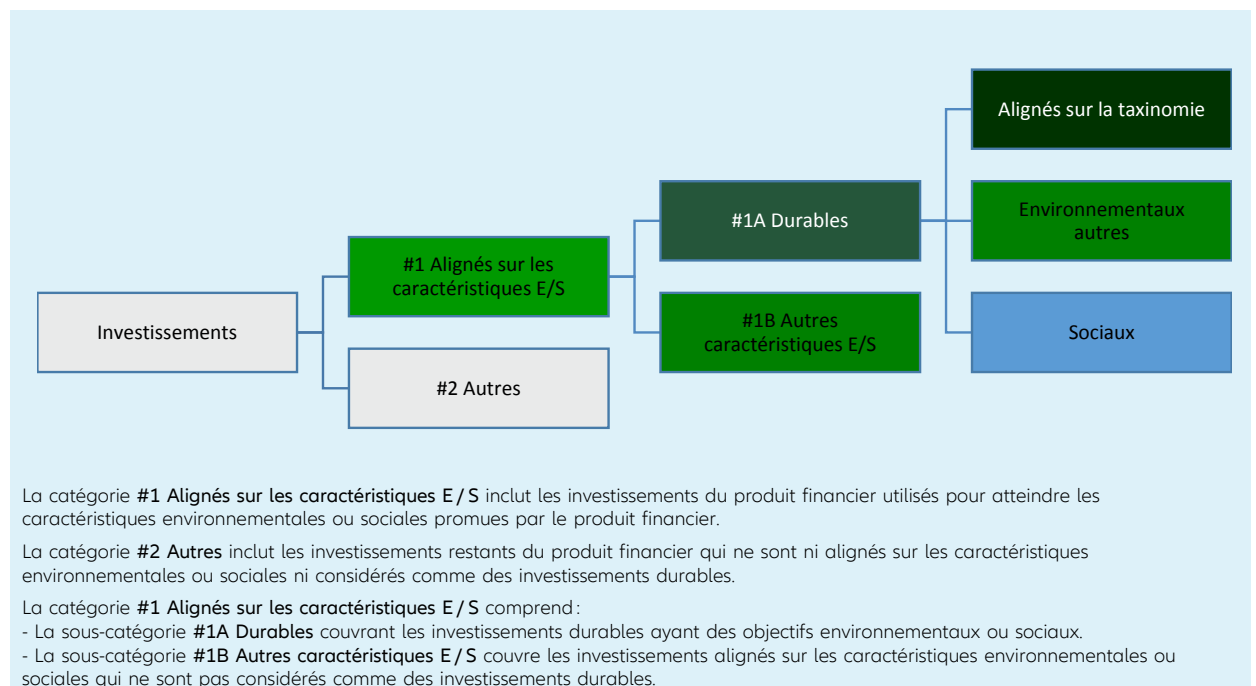 Alignés sur la taxinomie
#1A Durables
Environnementaux
autres
#1 Alignés sur les
caractéristiques E/S
Investissements
#1B Autres
caractéristiques E/S
Sociaux
#2 Autres
La catégorie #1 Alignés sur les caractéristiques E / S inclut les investissements du produit financier utilisés pour atteindre les
caractéristiques environnementales ou sociales promues par le produit financier.
La catégorie #2 Autres inclut les investissements restants du produit financier qui ne sont ni alignés sur les caractéristiques
environnementales ou sociales ni considérés comme des investissements durables.
La catégorie #1 Alignés sur les caractéristiques E / S comprend :
- La sous-catégorie #1A Durables couvrant les investissements durables ayant des objectifs environnementaux ou sociaux.
- La sous-catégorie #1B Autres caractéristiques E / S couvre les investissements alignés sur les caractéristiques environnementales ou
sociales qui ne sont pas considérés comme des investissements durables.